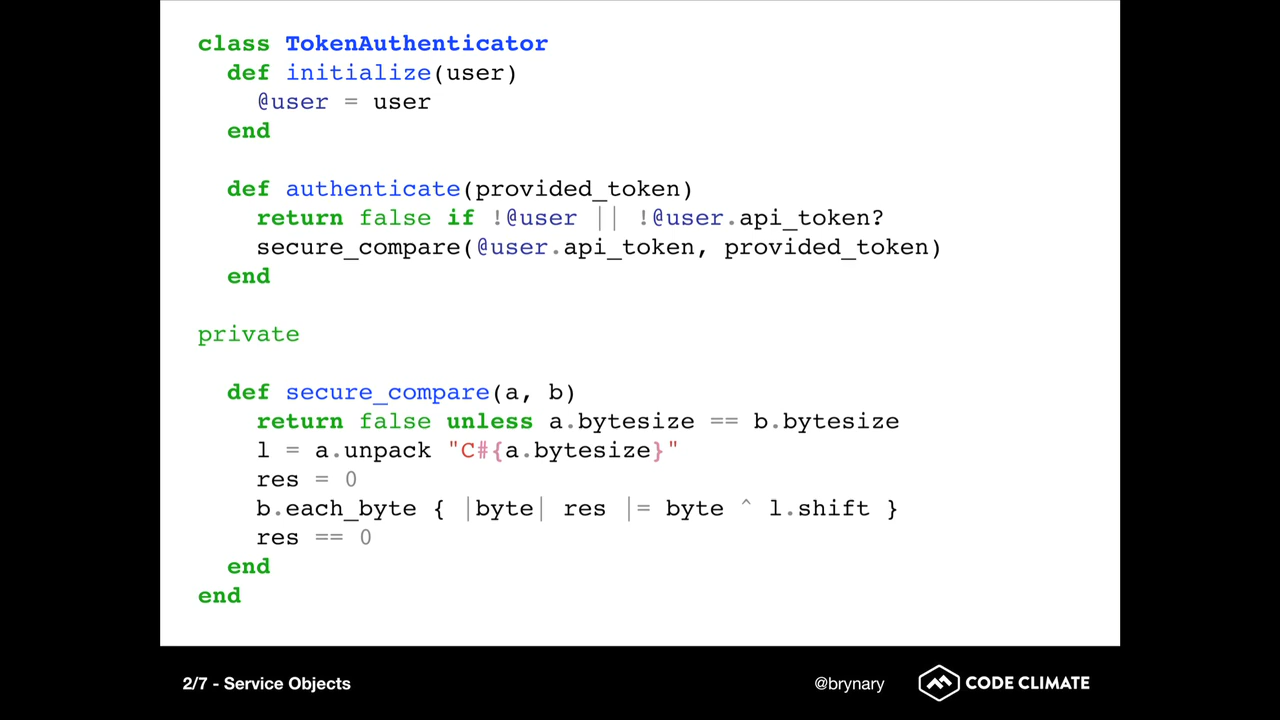 class TokenAuthenticator
  def initialize(user)
    @user = user
  end

  def authenticate(provided_token)
    return false if !@user || !@user.api_token?
    secure_compare(@user.api_token, provided_token)
  end

private

  def secure_compare(a, b)
    return false unless a.bytesize == b.bytesize
    l = a.unpack "C#{a.bytesize}"
    res = 0
    b.each_byte { |byte| res |= byte ^ l.shift }
    res == 0
  end
end
2/7 - Service Objects
@brynary
CODE CLIMATE